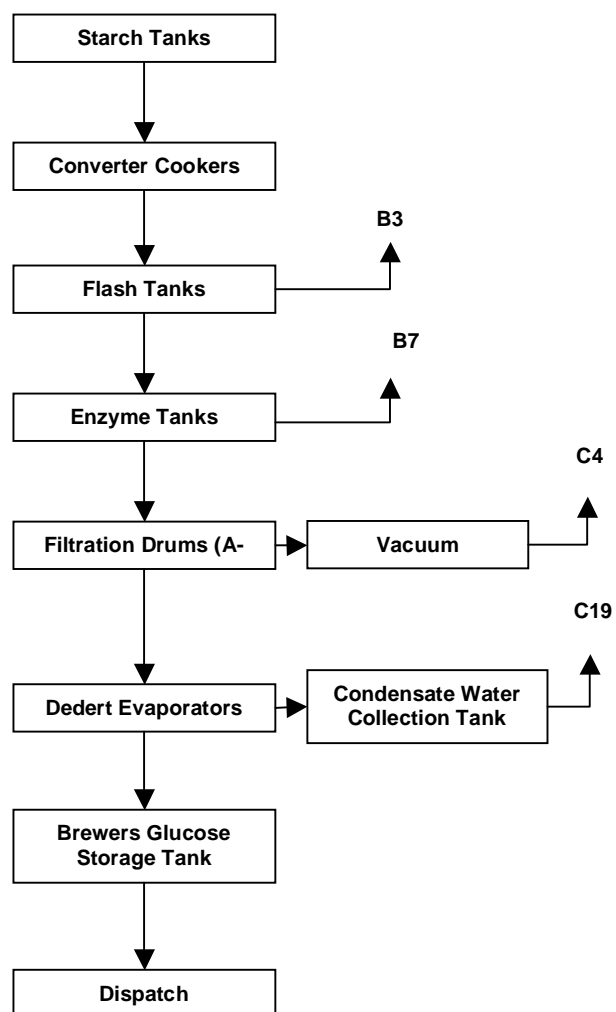 Starch Tanks
Converter Cookers
B3
Flash Tanks
B7
Enzyme Tanks
C4
Filtration Drums (A-
Vacuum
C19
Dedert Evaporators
Condensate Water
Collection Tank
Brewers Glucose
Storage Tank
Dispatch